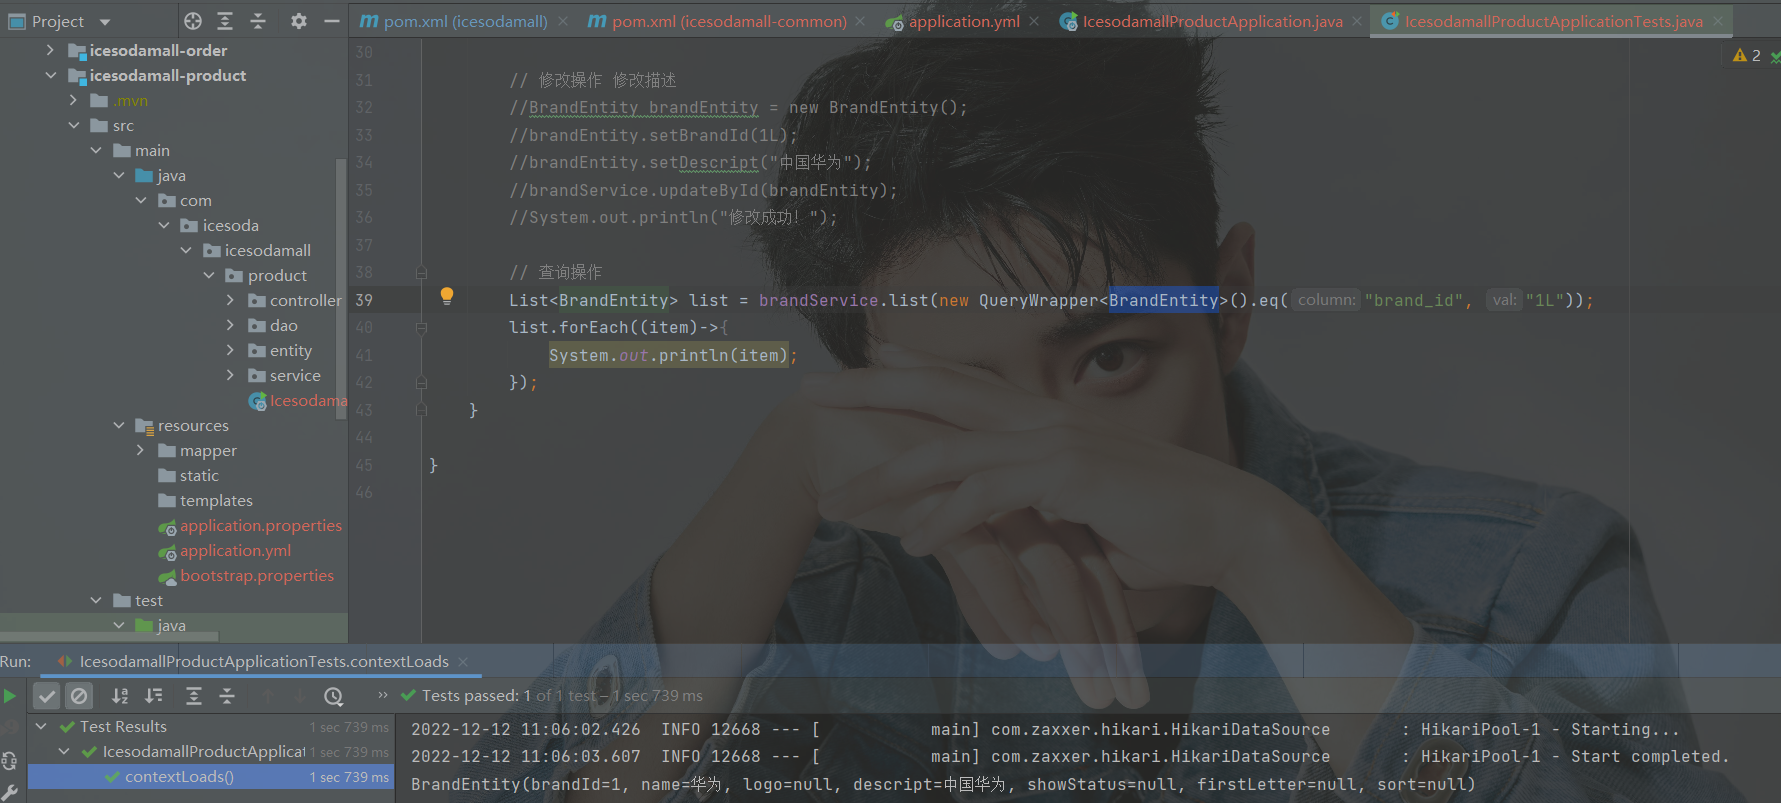 Project
pom.xml (icesodamall)
pom.xml (icesodamall-common)
application.yml
IcesodamallProductApplication.java
IcesodamallProductApplicationTests.java
icesodamall-order
icesodamall-product
.mvn
src
main
java
com
icesoda
icesodamall
product
controller
dao
entity
service
Icesodama
resources
mapper
static
templates
application.properties
application.yml
bootstrap.properties
test
java
2
30
31 // 修改操作 修改描述
32 //BrandEntity brandEntity = new BrandEntity();
33 //brandEntity.setBrandId(1L);
34 //brandEntity.setDescript("中国华为");
35 //brandService.updateById(brandEntity);
36 //System.out.println("修改成功！");
37
38 // 查询操作
39 List<BrandEntity> list = brandService.list(new QueryWrapper<BrandEntity>().eq( column: "brand_id", val: "1L"));
40 list.forEach((item)->{
41 System.out.println(item);
42 });
43 }
44
45 }
46
Run: IcesodamallProductApplicationTests.contextLoads
Tests passed: 1 of 1 test – 1 sec 739 ms
Test Results 1 sec 739 ms
IcesodamallProductApplicat 1 sec 739 ms
contextLoads() 1 sec 739 ms
2022-12-12 11:06:02.426 INFO 12668 --- [ main] com.zaxxer.hikari.HikariDataSource : HikariPool-1 - Starting...
2022-12-12 11:06:03.607 INFO 12668 --- [ main] com.zaxxer.hikari.HikariDataSource : HikariPool-1 - Start completed.
BrandEntity(brandId=1, name=华为, logo=null, descript=中国华为, showStatus=null, firstLetter=null, sort=null)